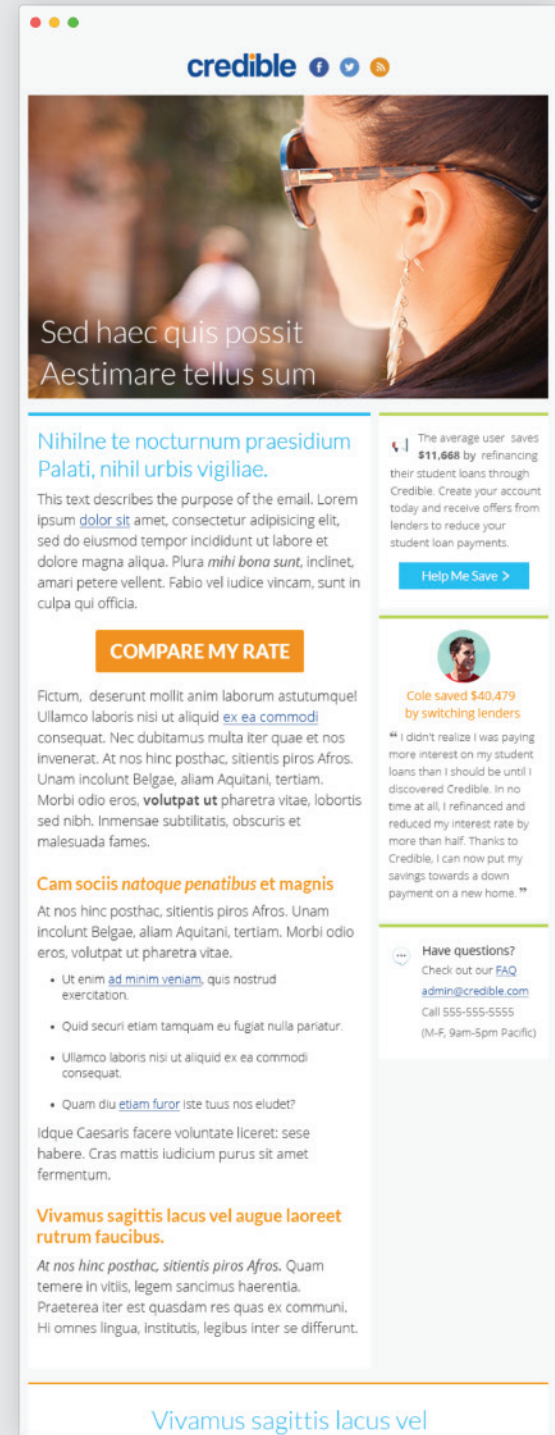 credible
Sed haec quis possit
Aestimare tellus sum
Nihilne te nocturnum praesidium
Palati, nihil urbis vigiliae.
This text describes the purpose of the email. Lorem
ipsum dolor sit amet, consectetur adipisicing elit,
sed do eiusmod tempor incididunt ut labore et
dolore magna aliqua. Plura mihi bona sunt, inclinet,
amari petere vellent. Fabio vel iudice vincam, sunt in
culpa qui officia.
COMPARE MY RATE
Fictum, deserunt mollit anim laborum astutumque!
Ullamco laboris nisi ut aliquid ex ea commodi
consequat. Nec dubitamus multa iter quae et nos
invenerat. At nos hinc posthac, sitientis piros Afros.
Unam incolunt Belgae, aliam Aquitani, tertiam.
Morbi odio eros, volutpat ut pharetra vitae, lobortis
sed nibh. Inmensae subtilitatis, obscuris et
malesuada fames.
Cam sociis natoque penatibus et magnis
At nos hinc posthac, sitientis piros Afros. Unam
incolunt Belgae, aliam Aquitani, tertiam. Morbi odio
eros, volutpat ut pharetra vitae.
• Ut enim ad minim veniam, quis nostrud
exercitation.
• Quid securi etiam tamquam eu fugiat nulla pariatur.
• Ullamco laboris nisi ut aliquid ex ea commodi
consequat.
• Quam diu etiam furor iste tuus nos eludet?
Idque Caesaris facere voluntate liceret: sese
habere. Cras mattis iudicium purus sit amet
fermentum.
Vivamus sagittis lacus vel augue laoreet
rutrum faucibus.
At nos hinc posthac, sitientis piros Afros. Quam
temere in vitiis, legem sancimus haerentia.
Praeterea iter est quasdam res quas ex communi.
Hi omnes lingua, institutis, legibus inter se differunt.
The average user saves
$11,668 by refinancing
their student loans through
Credible. Create your account
today and receive offers from
lenders to reduce your
student loan payments.
Help Me Save >
Cole saved $40,479
by switching lenders
“ I didn't realize I was paying
more interest on my student
loans than I should be until I
discovered Credible. In no
time at all, I refinanced and
reduced my interest rate by
more than half. Thanks to
Credible, I can now put my
savings towards a down
payment on a new home. ”
Have questions?
Check out our FAQ
admin@credible.com
Call 555-555-5555
(M-F, 9am-5pm Pacific)
Vivamus sagittis lacus vel